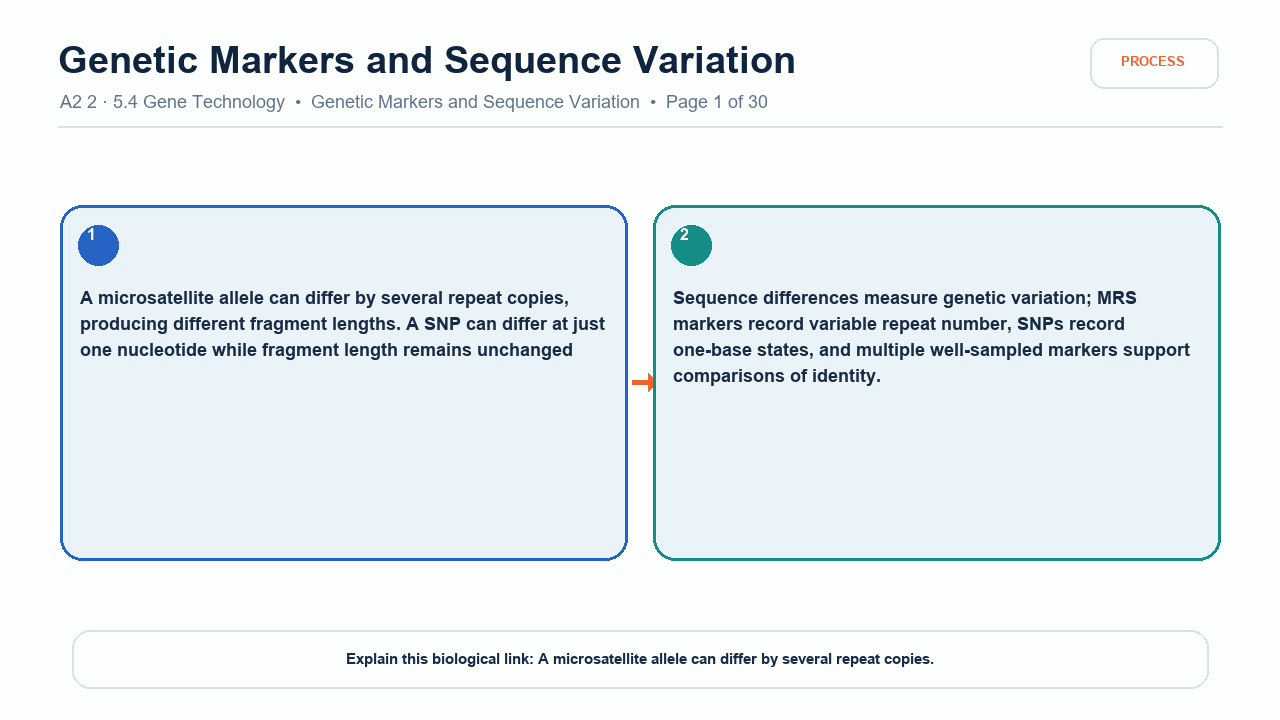 Genetic Markers and Sequence Variation
A2 2 · 5.4 Gene Technology • Genetic Markers and Sequence Variation • Page 1 of 30
PROCESS
1
A microsatellite allele can differ by several repeat copies,
producing different fragment lengths. A SNP can differ at just
one nucleotide while fragment length remains unchanged
2
Sequence differences measure genetic variation; MRS
markers record variable repeat number, SNPs record
one-base states, and multiple well-sampled markers support
comparisons of identity.
Explain this biological link: A microsatellite allele can differ by several repeat copies.